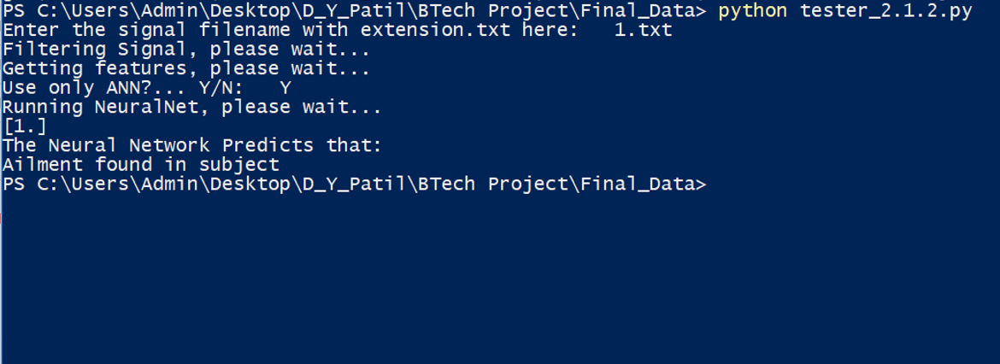 PS C:\Users\Admin\Desktop\D_Y_Patil\BTech Project\Final_Data> python tester_2.1.2.py
Enter the signal filename with extension.txt here:   1.txt
Filtering Signal, please wait...
Getting features, please wait...
Use only ANN?... Y/N:   Y
Running NeuralNet, please wait...
[1.]
The Neural Network Predicts that:
Ailment found in subject
PS C:\Users\Admin\Desktop\D_Y_Patil\BTech Project\Final_Data>